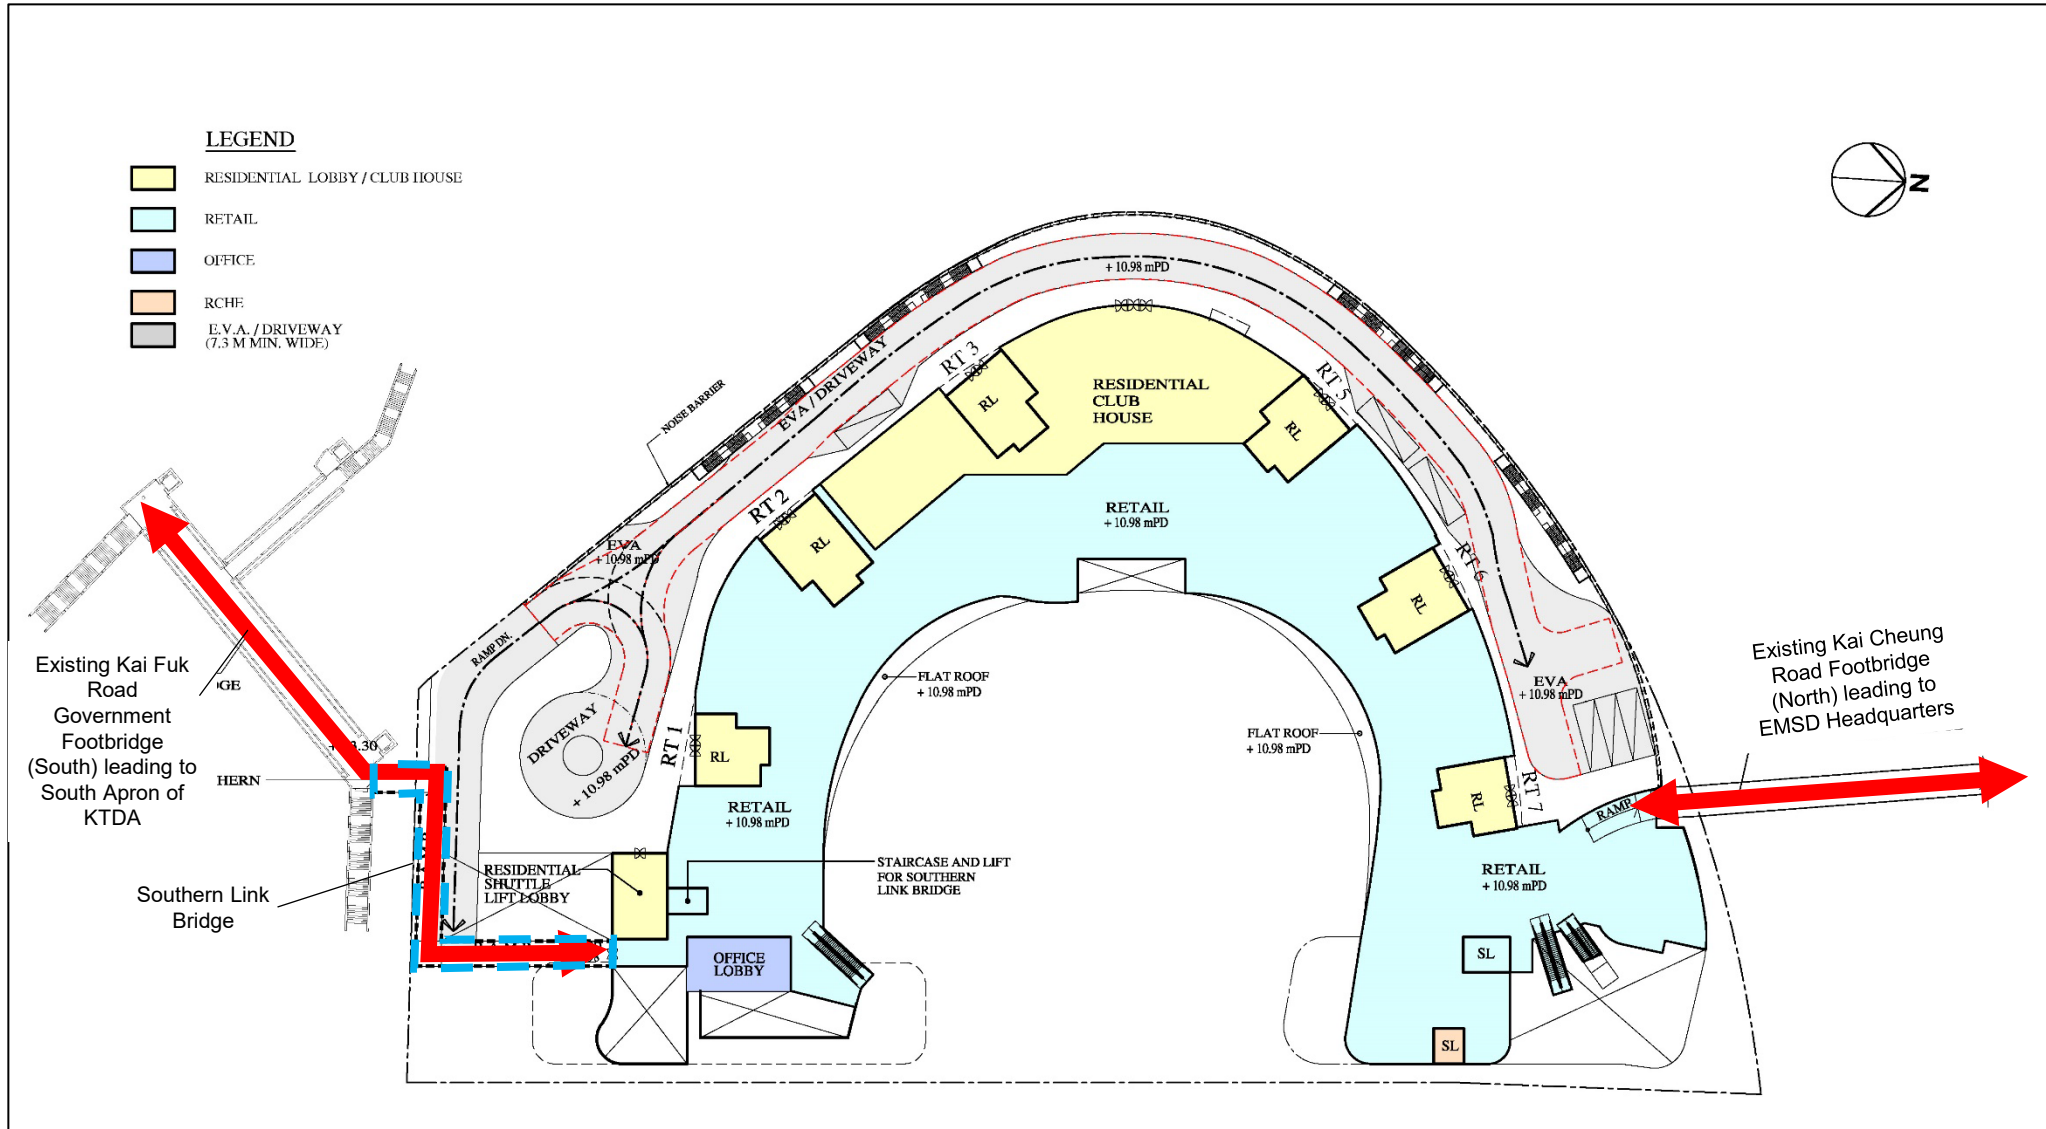 LEGEND
RESIDENTIAL LOBBY / CLUB HOUSE
RETAIL
OFFICE
RCHE
E.V.A. / DRIVEWAY
(7.3 M MIN. WIDE)
N
+ 10.98 mPD
NOISE BARRIER
EVA / DRIVEWAY
RT 3
RL
RESIDENTIAL
CLUB
HOUSE
RT 5
RL
RT 2
RL
RETAIL
+ 10.98 mPD
EVA
+ 10.98 mPD
RT 6
RL
RAMP DN.
Existing Kai Fuk
Road
Government
Footbridge
(South) leading to
South Apron of
KTDA
GE
.30
HERN
FLAT ROOF
+ 10.98 mPD
FLAT ROOF
+ 10.98 mPD
EVA
+ 10.98 mPD
Existing Kai Cheung
Road Footbridge
(North) leading to
EMSD Headquarters
DRIVEWAY
+ 10.98 mPD
RT 1
RL
RETAIL
+ 10.98 mPD
RT 7
RL
RAMP
RETAIL
+ 10.98 mPD
Southern Link
Bridge
RESIDENTIAL
SHUTTLE
LIFT LOBBY
STAIRCASE AND LIFT
FOR SOUTHERN
LINK BRIDGE
OFFICE
LOBBY
SL
SL